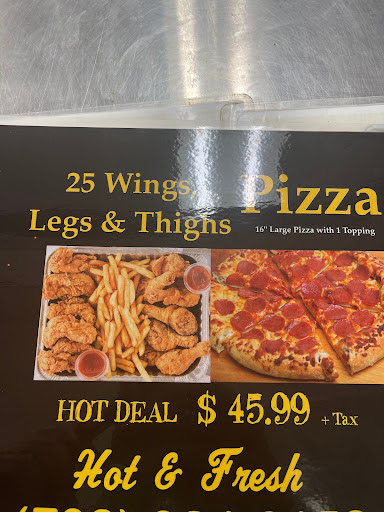 25 Wings,
Legs & Thighs
Pizza
16" Large Pizza with 1 Topping
HOT DEAL $ 45.99 + Tax
Hot & Fresh